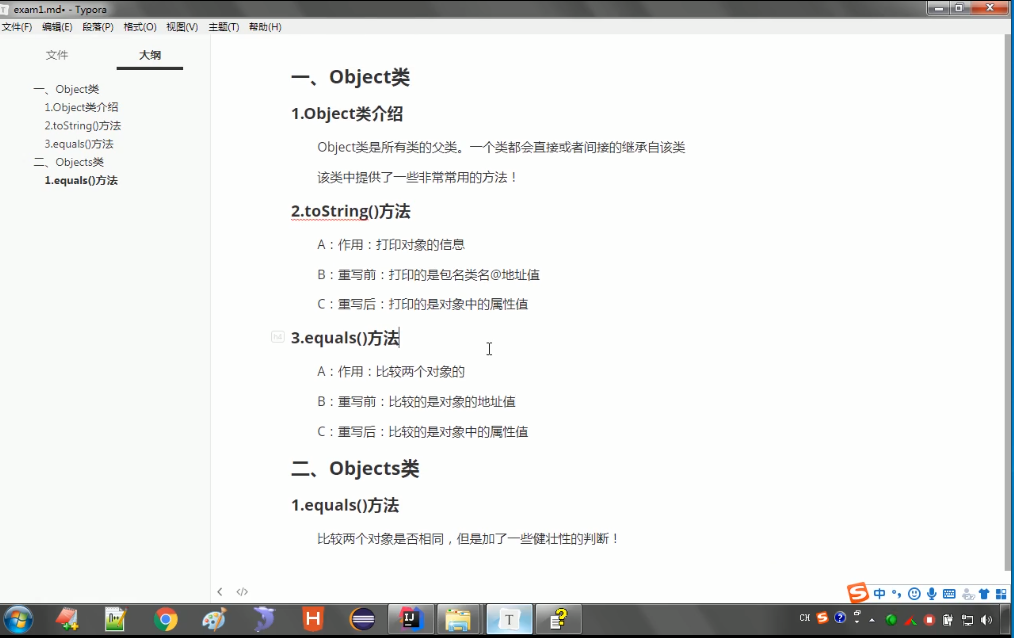 exam1.md• - Typora
文件(F) 编辑(E) 段落(P) 格式(O) 视图(V) 主题(T) 帮助(H)
文件 大纲
一、Object类
1.Object类介绍
2.toString()方法
3.equals()方法
二、Objects类
1.equals()方法
一、Object类
1.Object类介绍
Object类是所有类的父类。一个类都会直接或者间接的继承自该类
该类中提供了一些非常常用的方法！
2.toString()方法
A：作用：打印对象的信息
B：重写前：打印的是包名类名@地址值
C：重写后：打印的是对象中的属性值
3.equals()方法
A：作用：比较两个对象的
B：重写前：比较的是对象的地址值
C：重写后：比较的是对象中的属性值
二、Objects类
1.equals()方法
比较两个对象是否相同，但是加了一些健壮性的判断！
中
CH